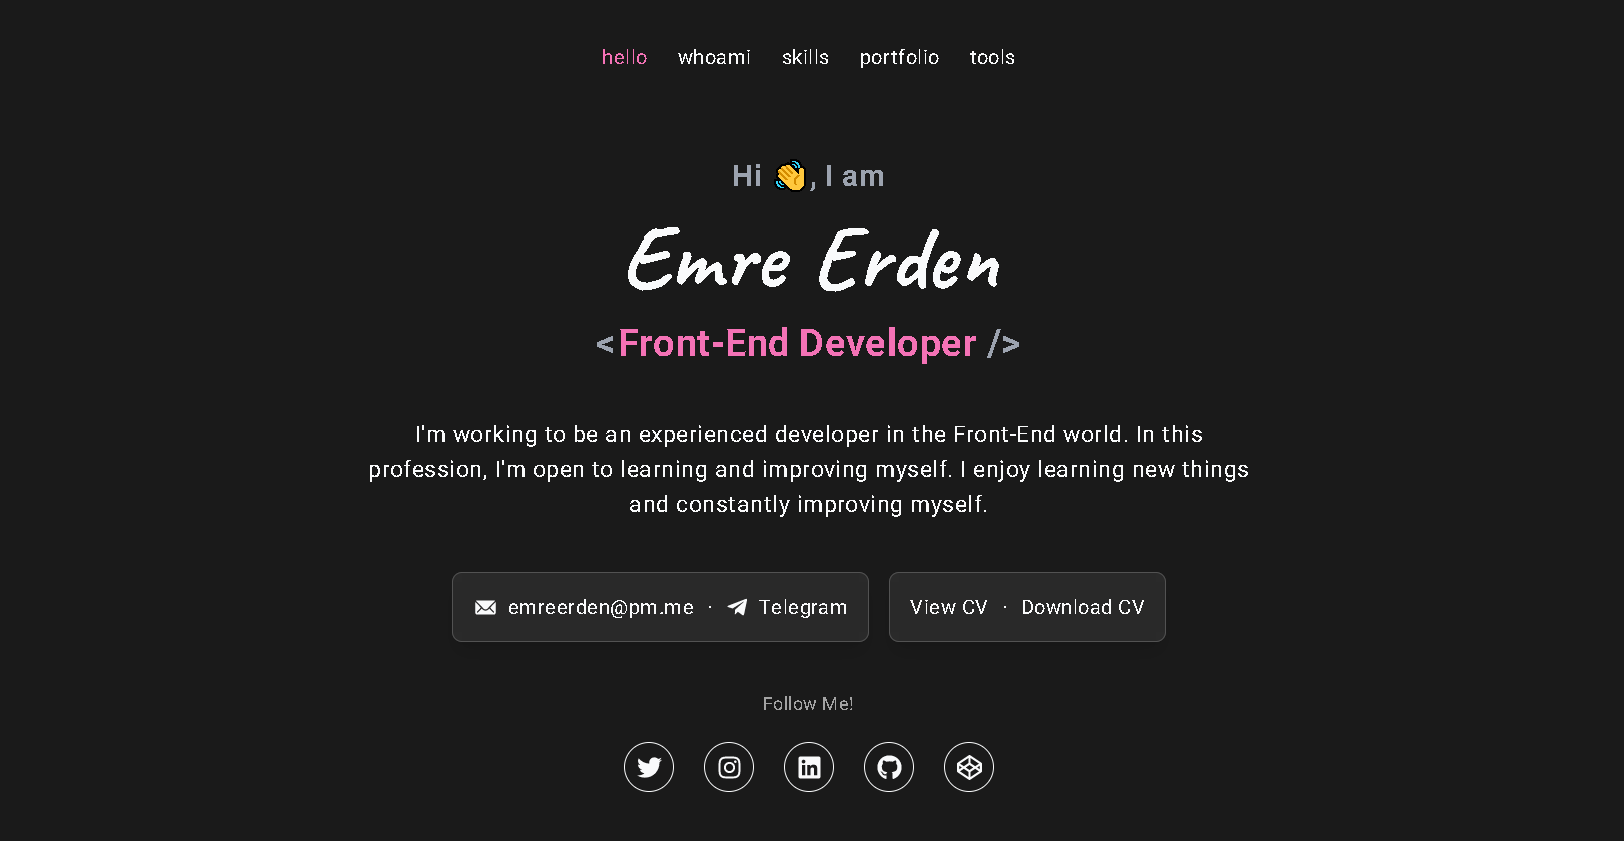 hello whoami skills portfolio tools
Hi 👋, I am
Emre Erden
<Front-End Developer />
I'm working to be an experienced developer in the Front-End world. In this
profession, I'm open to learning and improving myself. I enjoy learning new things
and constantly improving myself.
emreerden@pm.me · Telegram
View CV · Download CV
Follow Me!